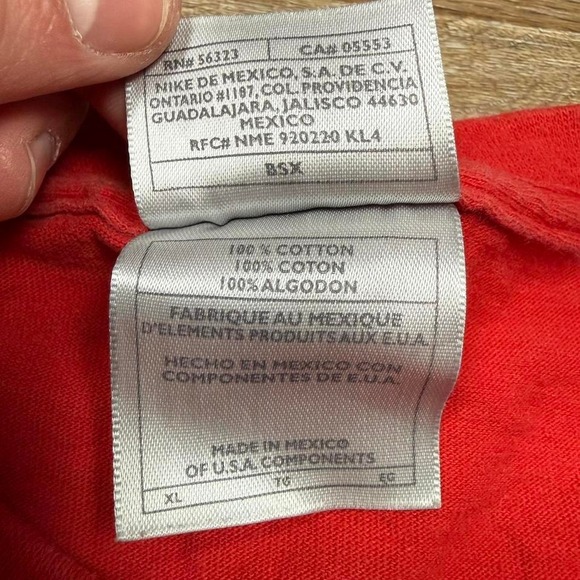 RN# 56323 CA# 05553
NIKE DE MEXICO, S.A. DE C.V.
ONTARIO #1107, COL. PROVIDENCIA
GUADALAJARA, JALISCO 44630
MEXICO
RFC# NME 920220 KL4
BSX
100% COTTON
100% COTON
100% ALGODON
FABRIQUE AU MEXIQUE
D'ELEMENTS PRODUITS AUX E.U.A.
HECHO EN MEXICO CON
COMPONENTES DE E.U.A.
MADE IN MEXICO
OF U.S.A. COMPONENTS
XL TG EG